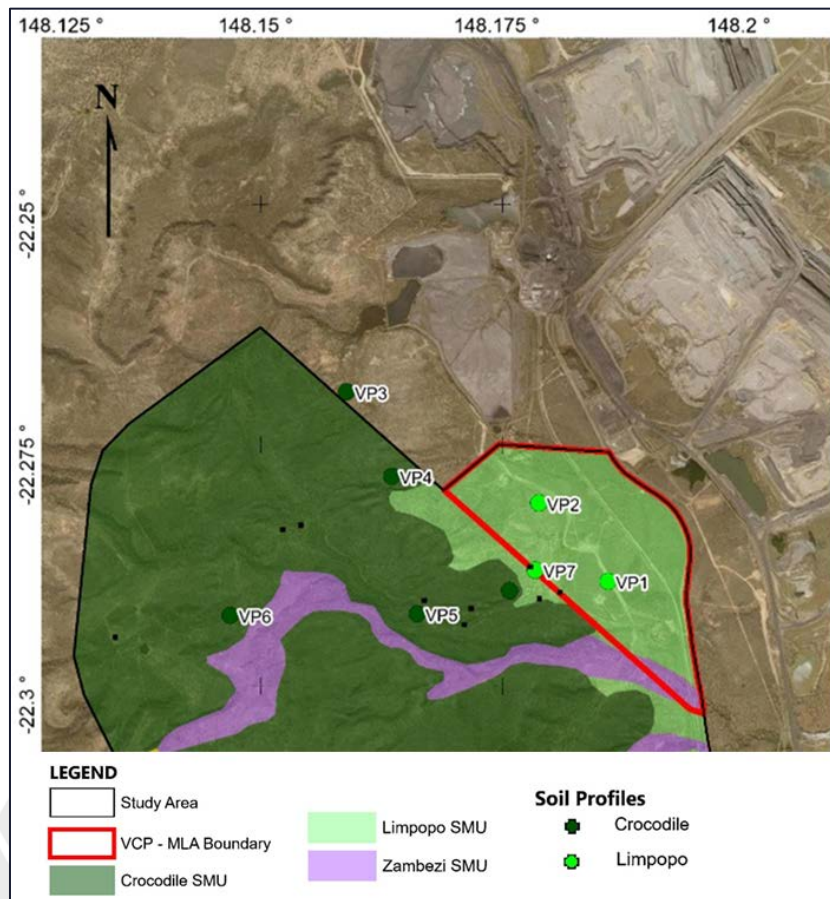 148.125 °
148.15 °
148.175 °
148.2 °
N
-22.25 °
-22.275 °
-22.3 °
VP3
VP4
VP2
VP7
VP1
VP6
VP5
LEGEND
Study Area
VCP - MLA Boundary
Crocodile SMU
Limpopo SMU
Zambezi SMU
Soil Profiles
Crocodile
Limpopo